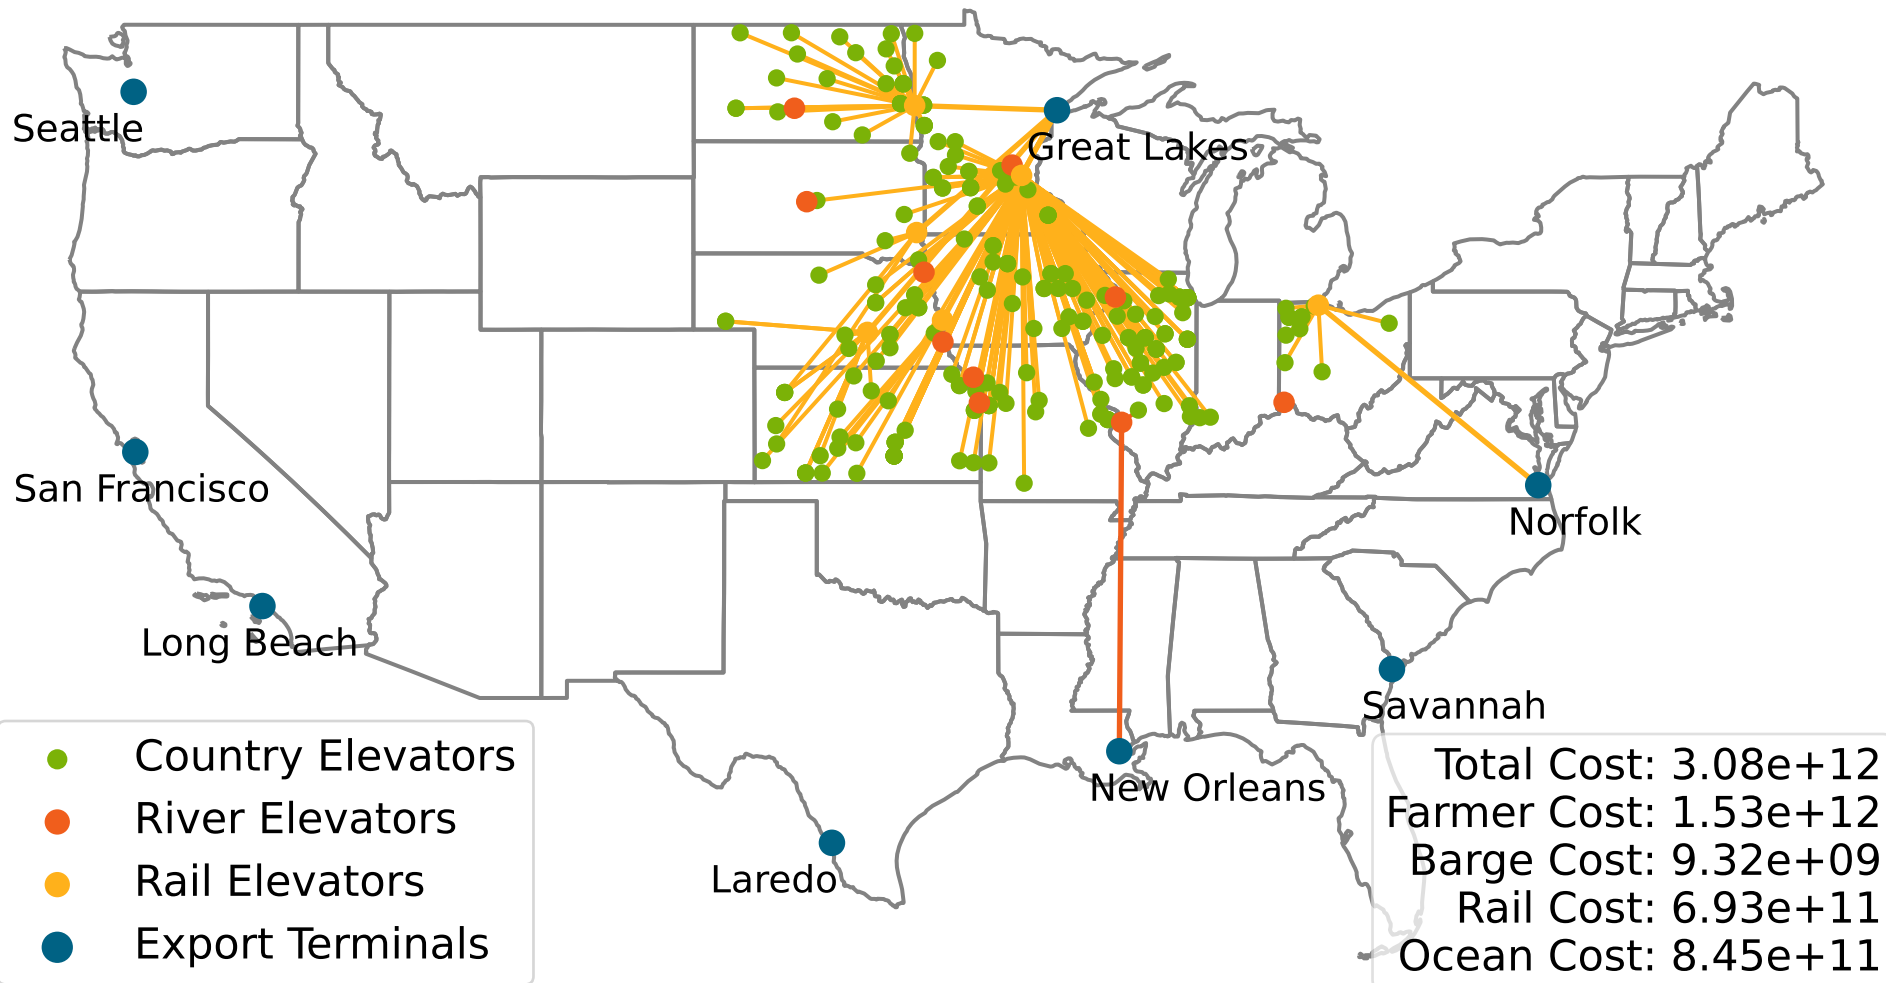 Seattle
Great Lakes
San Francisco
Norfolk
Long Beach
Savannah
New Orleans
Laredo
Country Elevators
River Elevators
Rail Elevators
Export Terminals
Total Cost: 3.08e+12
Farmer Cost: 1.53e+12
Barge Cost: 9.32e+09
Rail Cost: 6.93e+11
Ocean Cost: 8.45e+11